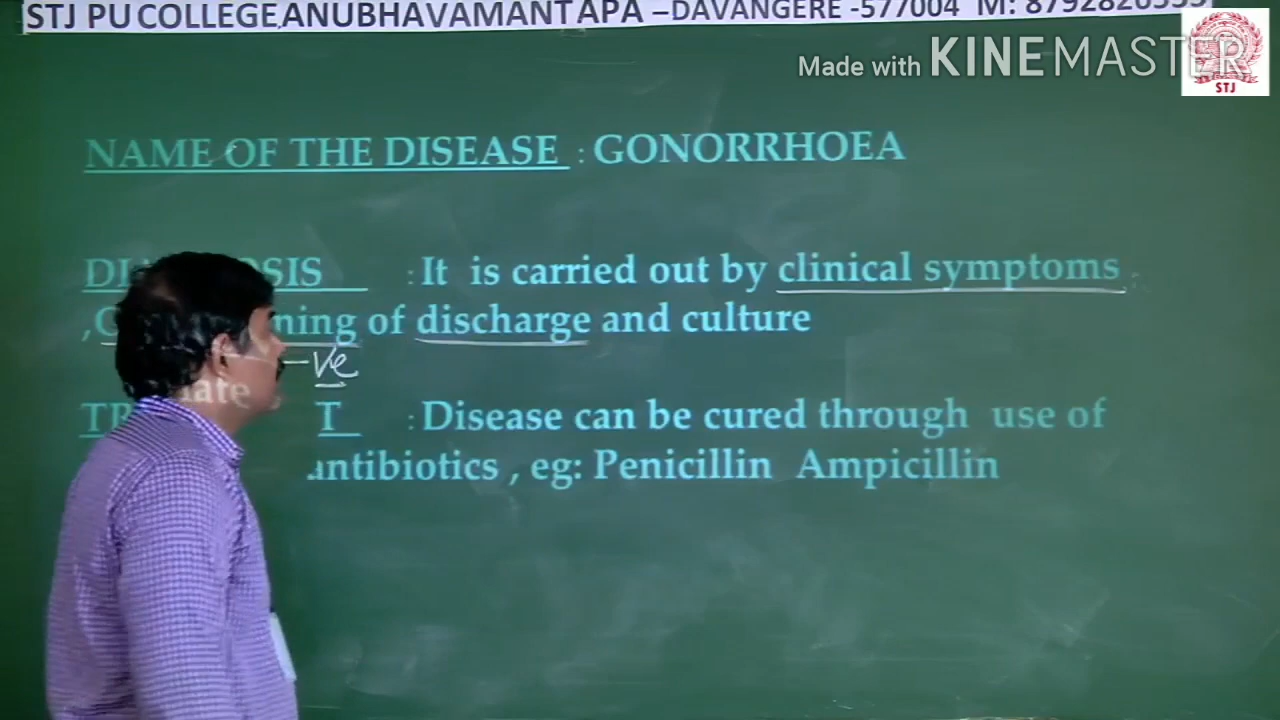 STJ PU COLLEGE,ANUBHAVAMANTAPA –DAVANGERE -577004 M:
Made with KINEMASTER
STJ
NAME OF THE DISEASE : GONORRHOEA
: It is carried out by clinical symptoms
of discharge and culture
–ve
: Disease can be cured through use of
antibiotics , eg: Penicillin Ampicillin